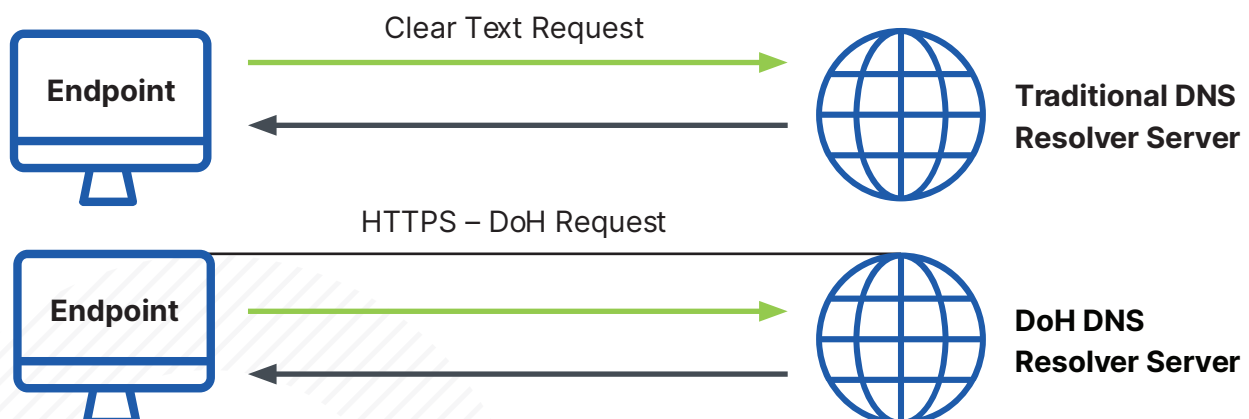 Clear Text Request
Endpoint
Traditional DNS
Resolver Server
HTTPS – DoH Request
Endpoint
DoH DNS
Resolver Server